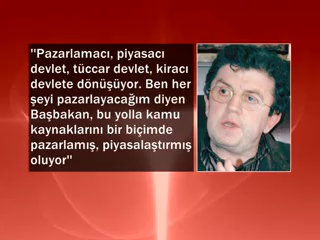 "Pazarlamacı, piyasacı
devlet, tüccar devlet, kiracı
devlete dönüşüyor. Ben her
şeyi pazarlayacağım diyen
Başbakan, bu yolla kamu
kaynaklarını bir biçimde
pazarlamış, piyasalaştırmış
oluyor"